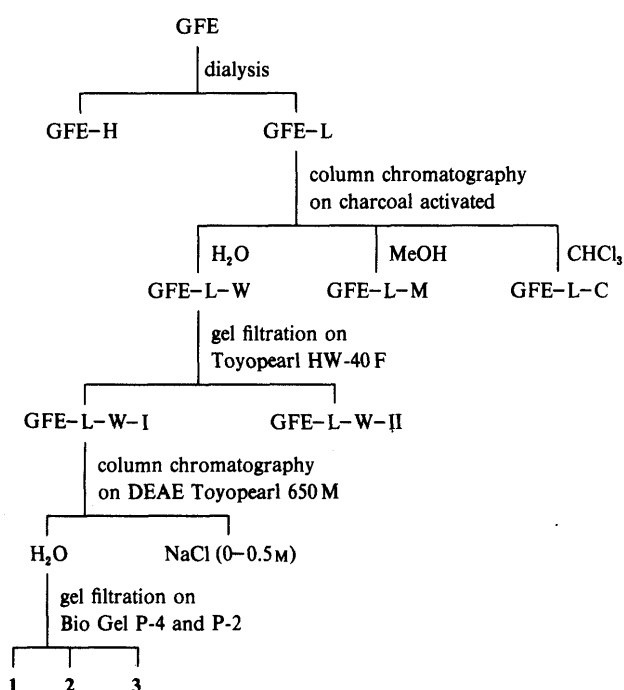 GFE
dialysis
GFE-H GFE-L
column chromatography
on charcoal activated
H₂O MeOH CHCl₃
GFE-L-W GFE-L-M GFE-L-C
gel filtration on
Toyopearl HW-40 F
GFE-L-W-I GFE-L-W-II
column chromatography
on DEAE Toyopearl 650 M
H₂O NaCl (0-0.5 M)
gel filtration on
Bio Gel P-4 and P-2
1 2 3